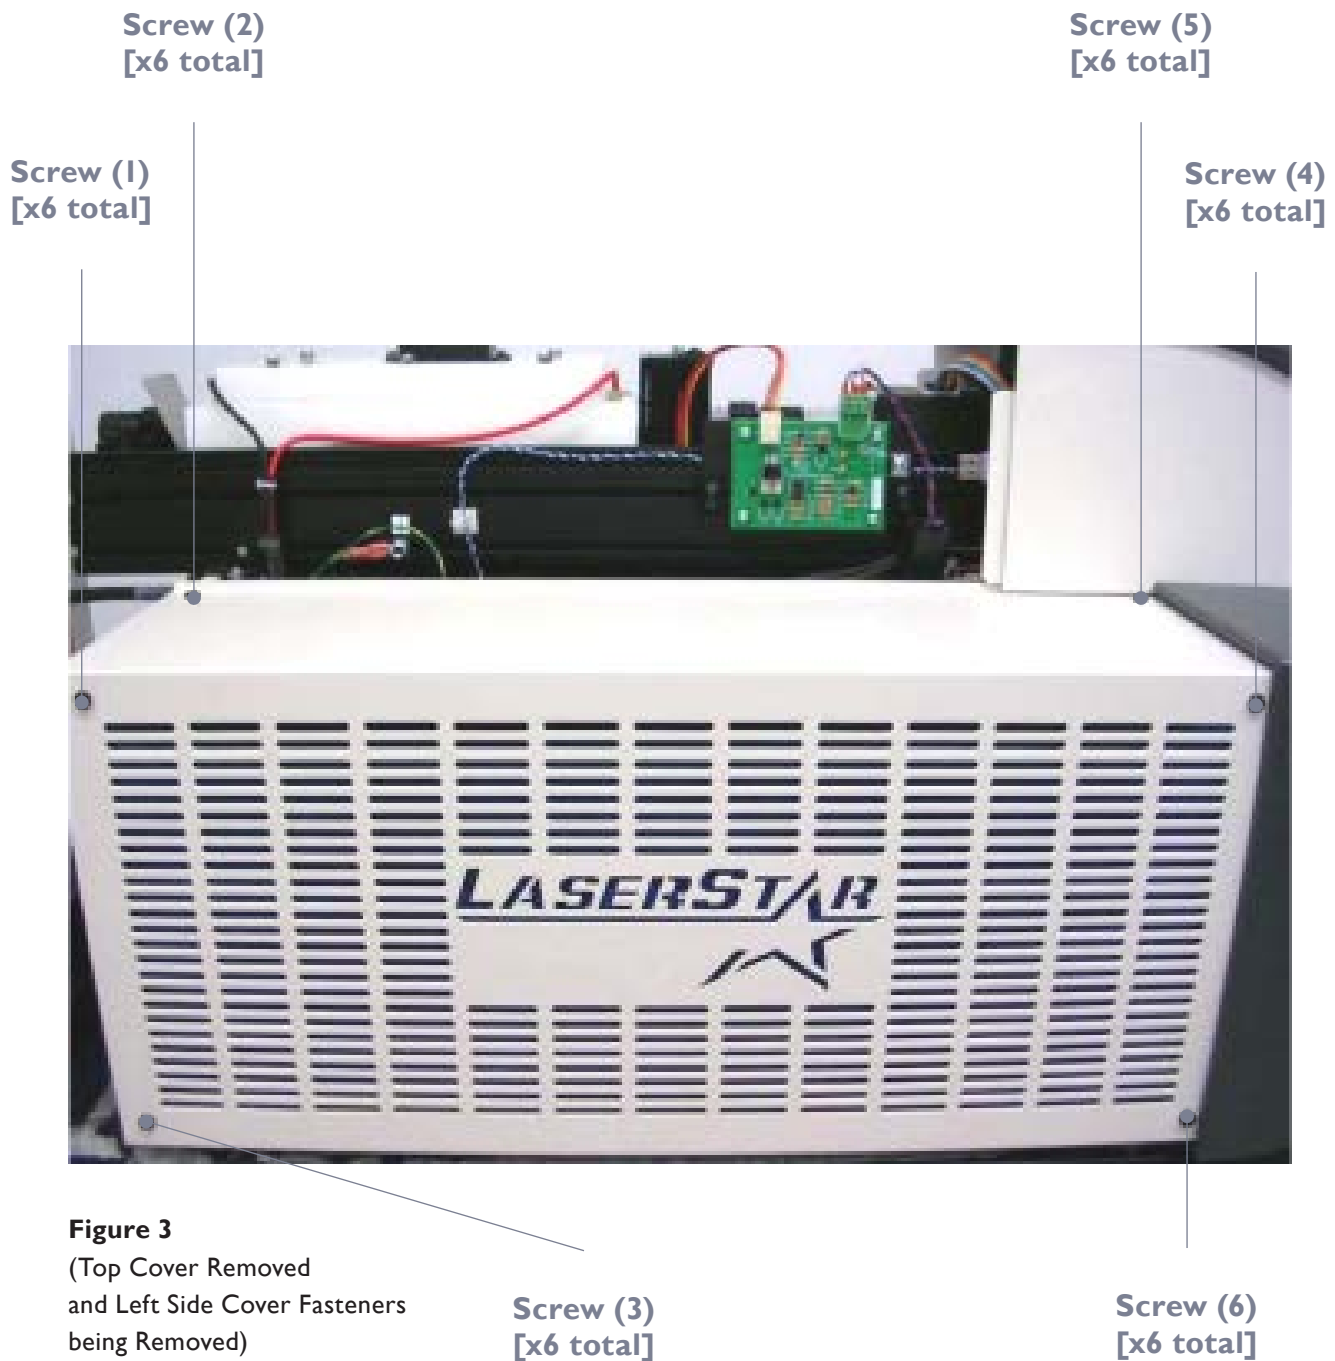 Screw (2)
[x6 total]
Screw (5)
[x6 total]
Screw (1)
[x6 total]
Screw (4)
[x6 total]
LASERSTAR
Figure 3
(Top Cover Removed
and Left Side Cover Fasteners
being Removed)
Screw (3)
[x6 total]
Screw (6)
[x6 total]